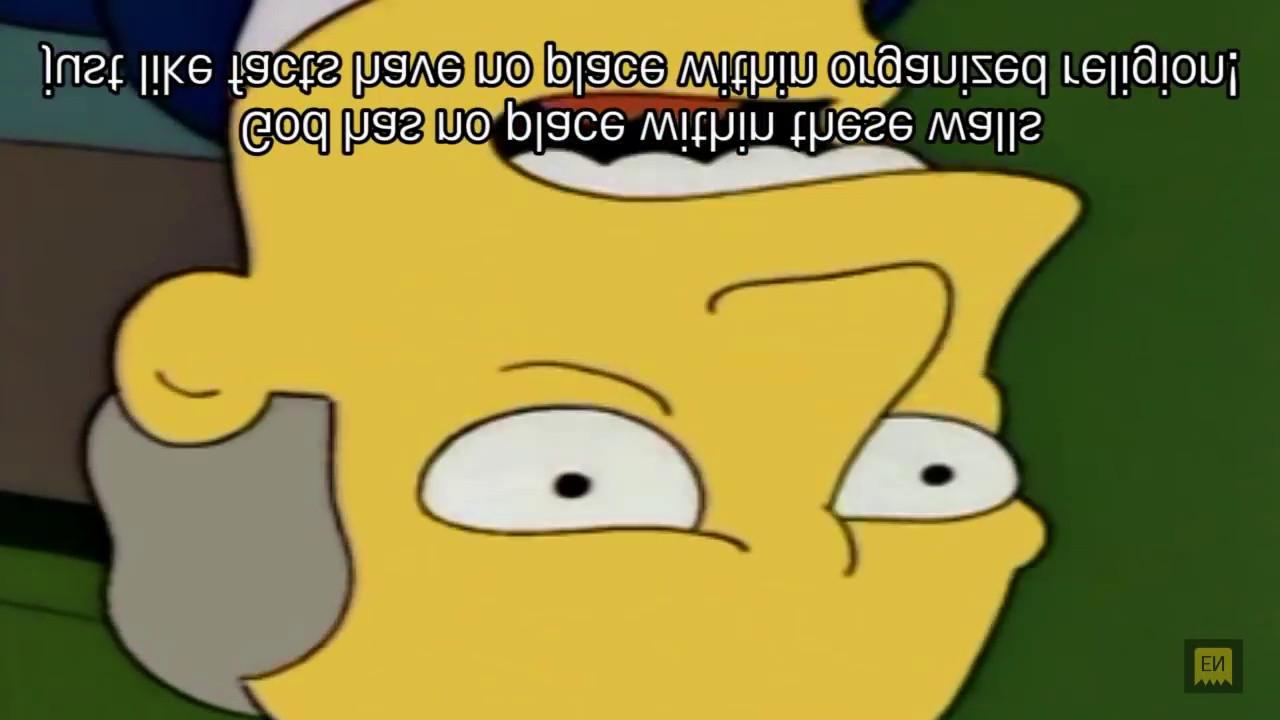 God has no place within these walls
just like facts have no place within organized religion!
EN